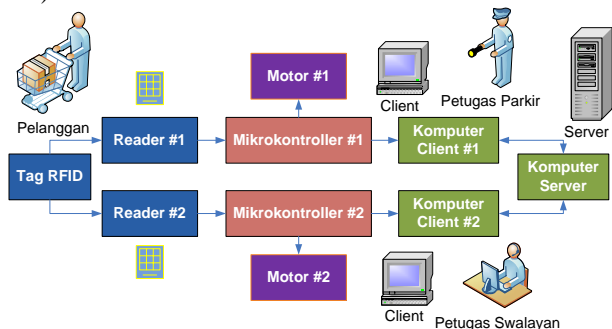 )
Motor #1
Client
Petugas Parkir
Server
Pelanggan
Reader #1
Mikrokontroller #1
Komputer
Client #1
Tag RFID
Komputer
Server
Reader #2
Mikrokontroller #2
Komputer
Client #2
Motor #2
Client
Petugas Swalayan